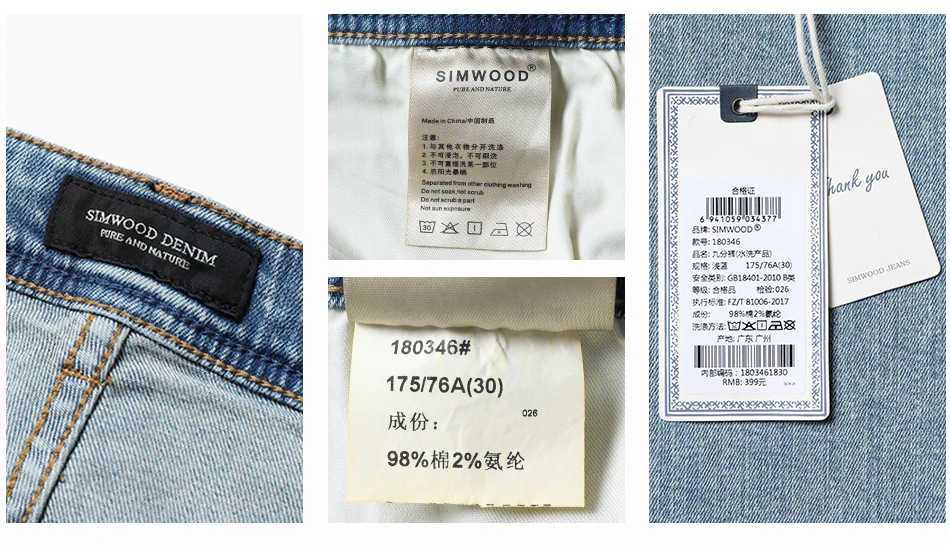 SIMWOOD DENIM
PURE AND NATURE
SIMWOOD®
PURE AND NATURE
Made in China/中国制造
注意:
1. 与其他衣物分开洗涤
2. 不可浸泡，不可刷洗
3. 不可重搓洗某一部位
4. 忌阳光暴晒
Separated from other clothing washing
Do not soak,not scrub
Do not scrub a part
Not sun exposure
30
180346#
175/76A(30)
成份：
026
98%棉2%氨纶
合格证
6 941059 034377
品牌: SIMWOOD®
款号: 180346
品名: 九分裤(水洗产品)
规格: 浅蓝 175/76A(30)
安全类别: GB18401-2010 B类
等级: 合格品 检验:026
执行标准: FZ/T 81006-2017
成份: 98%棉2%氨纶
洗涤方法:
产地: 广东 广州
内部编码：1803461830
RMB: 399元
hank you
SIMWOOD JEANS